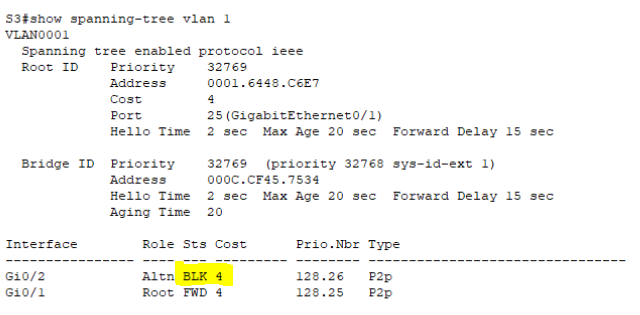 S3#show spanning-tree vlan 1
VLAN0001
  Spanning tree enabled protocol ieee
  Root ID    Priority    32769
             Address     0001.6448.C6E7
             Cost        4
             Port        25(GigabitEthernet0/1)
             Hello Time  2 sec  Max Age 20 sec  Forward Delay 15 sec

  Bridge ID  Priority    32769  (priority 32768 sys-id-ext 1)
             Address     000C.CF45.7534
             Hello Time  2 sec  Max Age 20 sec  Forward Delay 15 sec
             Aging Time  20

Interface        Role Sts Cost      Prio.Nbr Type
---------------- ---- --- --------- -------- --------------------------------
Gi0/2            Altn BLK 4         128.26   P2p
Gi0/1            Root FWD 4         128.25   P2p